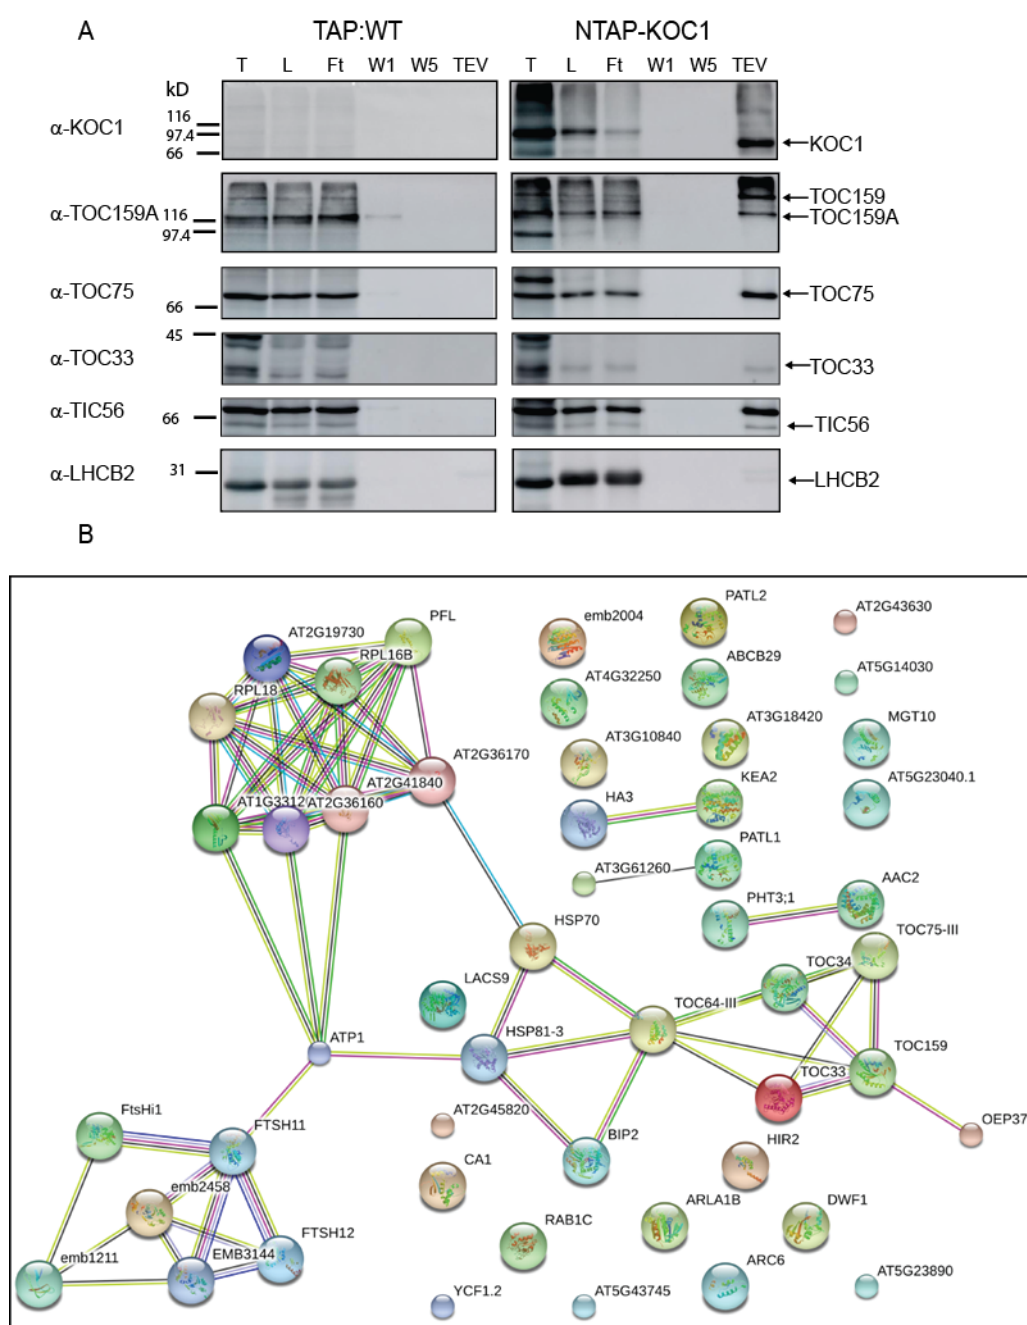 A
TAP:WT NTAP-KOC1
T L Ft W1 W5 TEV T L Ft W1 W5 TEV
kD
α-KOC1 116 97.4 66 KOC1
α-TOC159A 116 97.4 TOC159 TOC159A
α-TOC75 66 TOC75
α-TOC33 45 TOC33
α-TIC56 66 TIC56
α-LHCB2 31 LHCB2
B
PATL2
AT2G43630
emb2004
PFL
AT2G19730
RPL16B
ABCB29
AT5G14030
AT4G32250
RPL18
AT3G18420
MGT10
AT3G10840
AT2G36170
AT2G41840
KEA2
AT5G23040.1
HA3
AT1G3312
AT2G36160
PATL1
AT3G61260
AAC2
PHT3;1
HSP70
TOC75-III
TOC34
LACS9
TOC64-III
HSP81-3
ATP1
TOC159
TOC33
FtsHi1
FTSH11
AT2G45820
OEP37
BIP2
HIR2
CA1
emb2458
ARLA1B
DWF1
RAB1C
FTSH12
emb1211
EMB3144
ARC6
AT5G23890
YCF1.2
AT5G43745